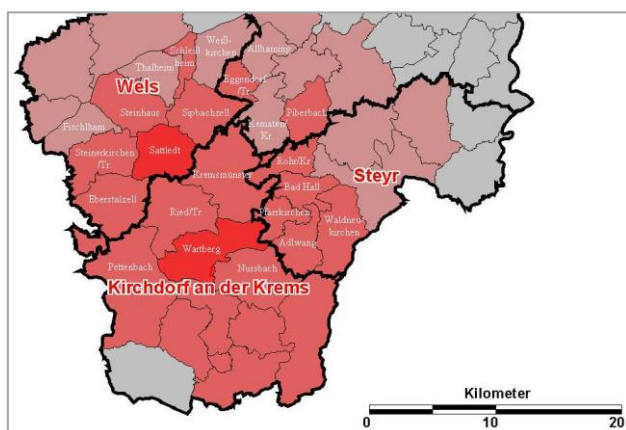 Weiß-
kirchen
Allhaming
Schleiß
heim
Thalheim
Eggendorf
/Tr.
Wels
Steinhaus
Sipbachzell
Piberbach
Kematen/
Kr.
Fischlham
Steinerkirchen
/Tr.
Sattledt
Rohr/Kr
Kremsmünster
Steyr
Bad Hall
Eberstalzell
Ried/Tr.
Pfarrkirchen
Waldneu
kirchen
Adlwang
Wartberg
Pettenbach
Nussbach
Kirchdorf an der Krems
Kilometer
0 10 20